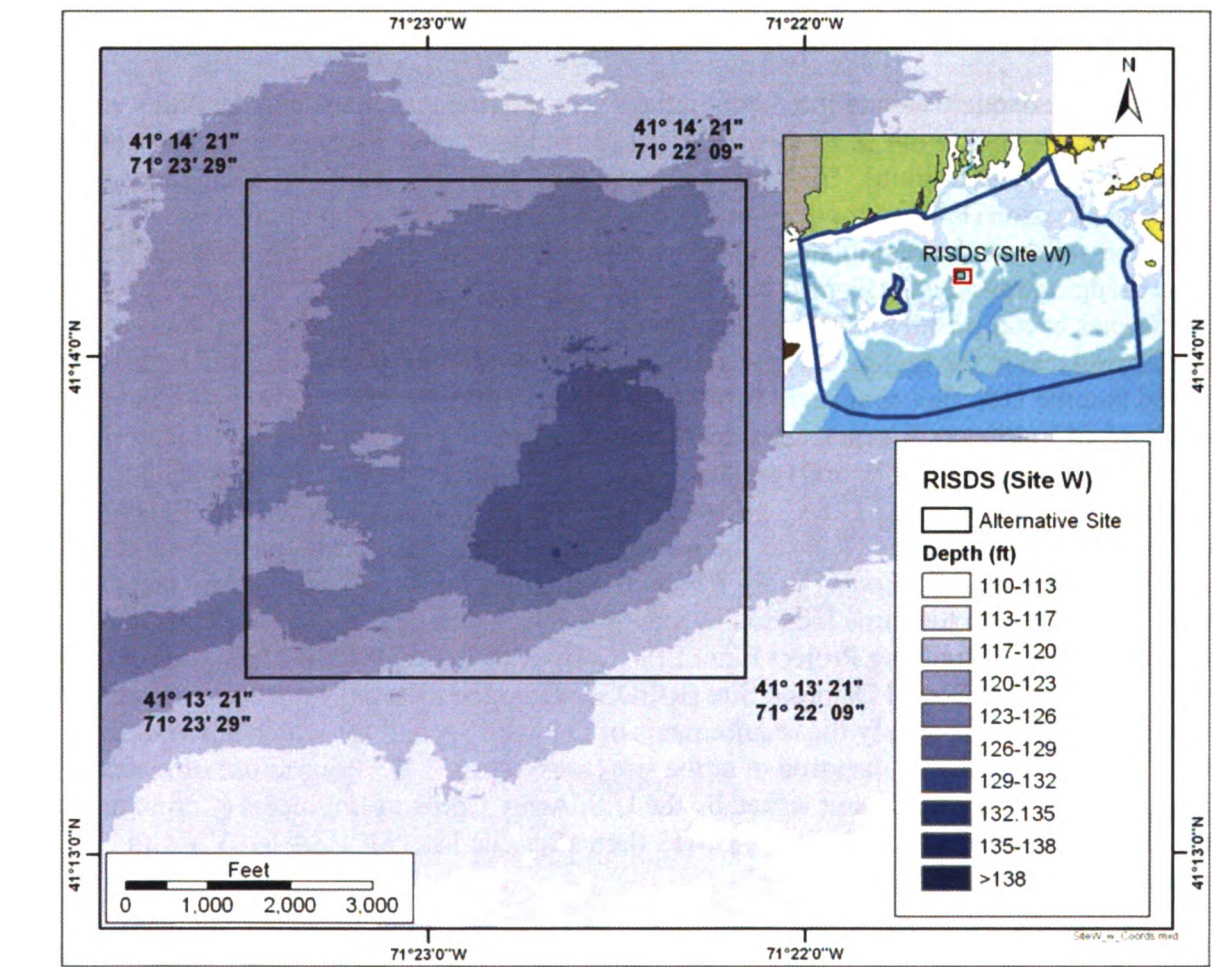 71°23'0"W
71°22'0"W
N
41° 14' 21"
71° 23' 29"
41° 14' 21"
71° 22' 09"
RISDS (SIte W)
41°14'0"N
41°14'0"N
RISDS (Site W)
Alternative Site
Depth (ft)
110-113
113-117
117-120
120-123
123-126
126-129
129-132
132.135
135-138
>138
41° 13' 21"
71° 23' 29"
41° 13' 21"
71° 22' 09"
41°13'0"N
41°13'0"N
Feet
0 1,000 2,000 3,000
SiteW_w_Coords.mxd
71°23'0"W
71°22'0"W